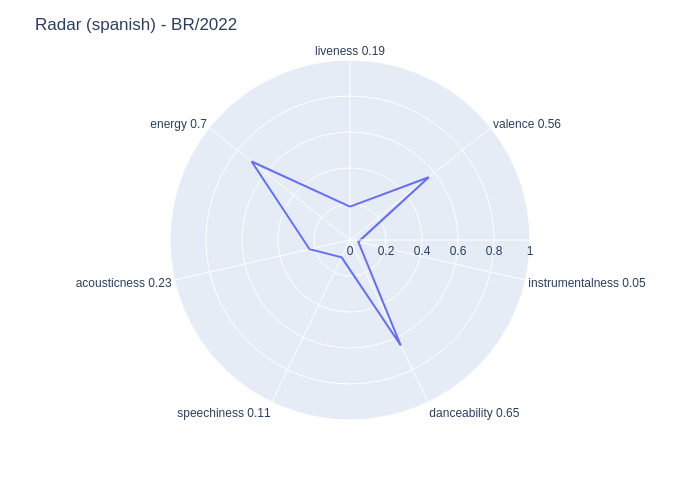 Radar (spanish) - BR/2022
liveness 0.19
energy 0.7
valence 0.56
0 0.2 0.4 0.6 0.8 1
acousticness 0.23
instrumentalness 0.05
speechiness 0.11
danceability 0.65